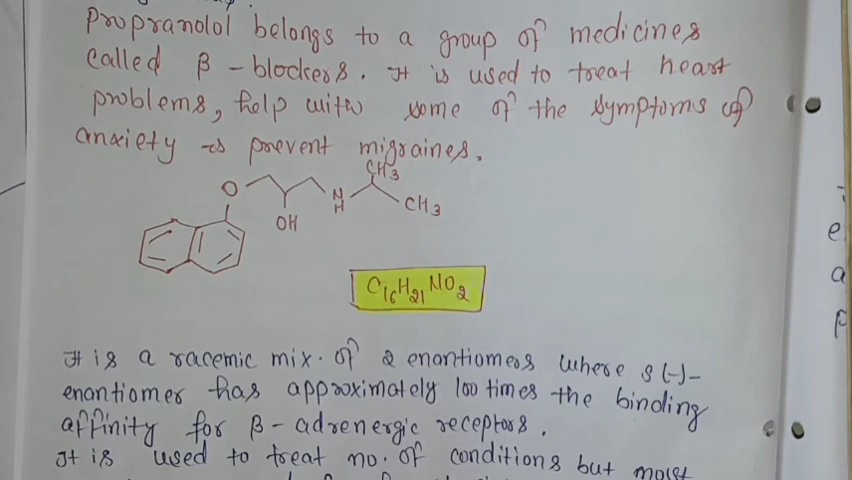 propranolol belongs to a group of medicines
called β - blockers. It is used to treat heart
problems, help with some of the symptoms of
anxiety & prevent migraines.
CH3
O
N
H
CH3
OH
C16H21NO2
It is a racemic mix. of 2 enantiomers where s(-)-
enantiomer has approximately 100 times the binding
affinity for β - adrenergic receptors.
It is used to treat no. of conditions but most
e
a
p